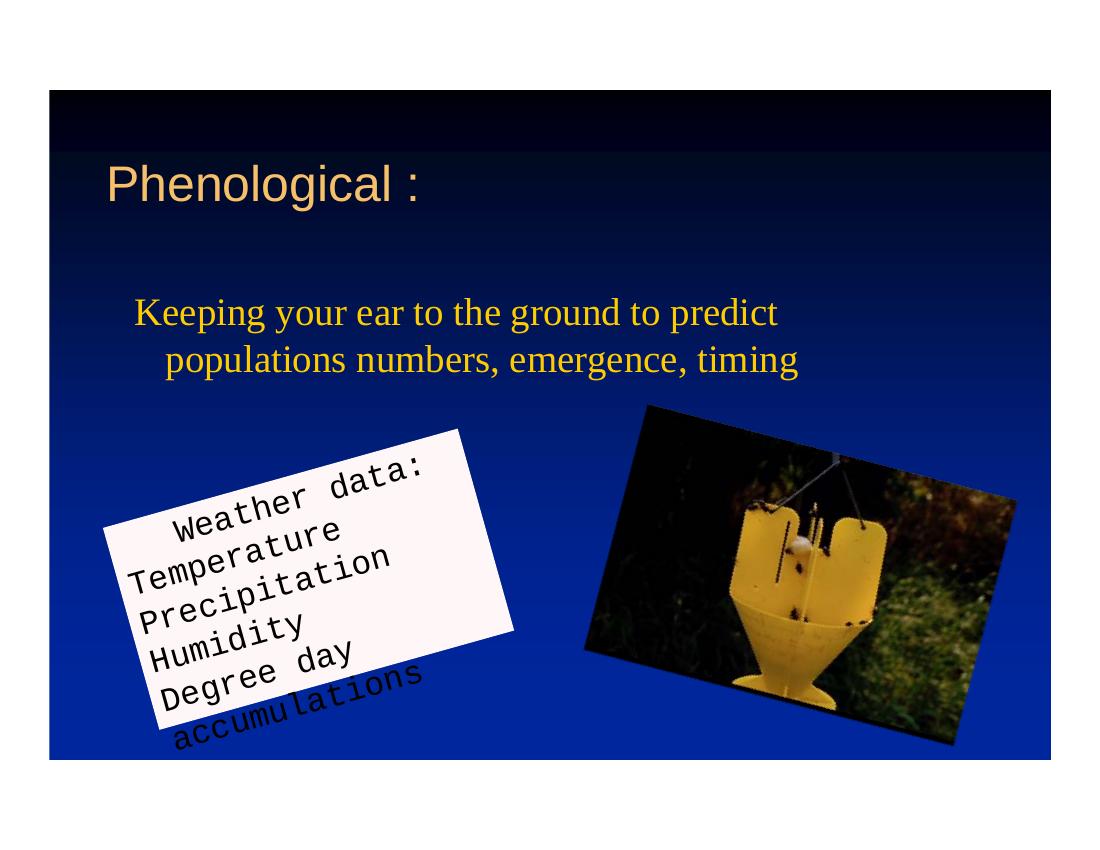 Phenological :
Keeping your ear to the ground to predict
populations numbers, emergence, timing
Weather data:
Temperature
Precipitation
Humidity
Degree day
accumulations